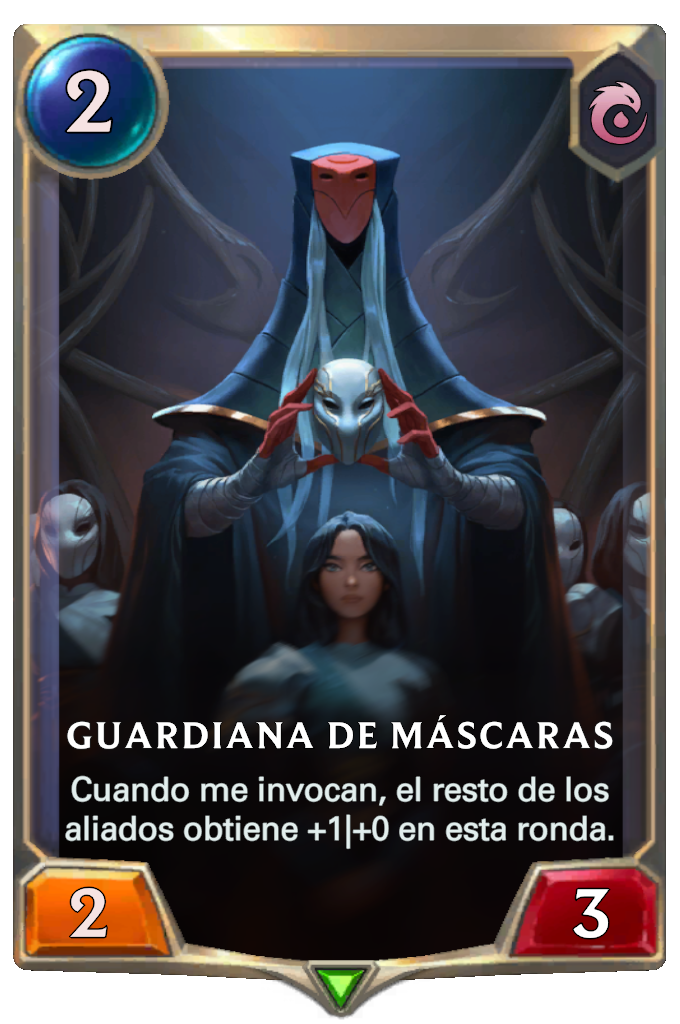 2
GUARDIANA DE MÁSCARAS
Cuando me invocan, el resto de los
aliados obtiene +1|+0 en esta ronda.
2
3